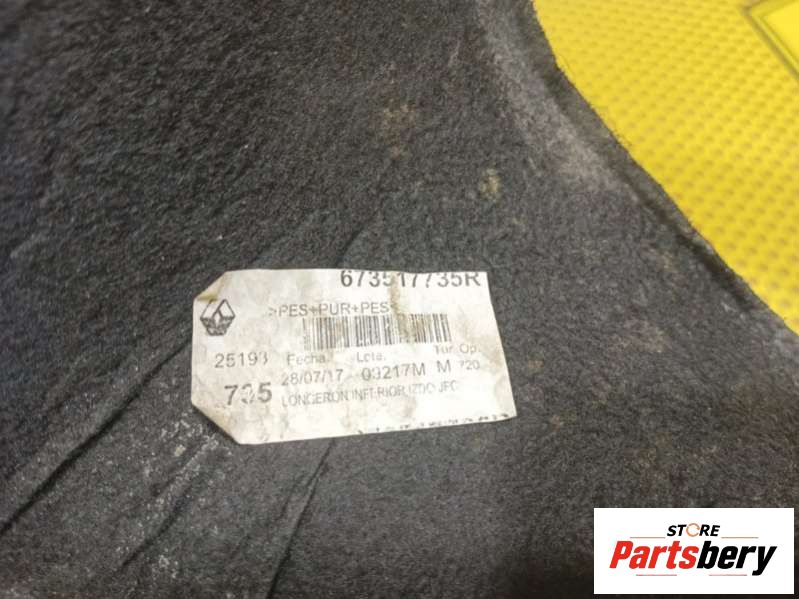 673517735R
>PES+PUR+PES<
25193 Fecha. Lote. Tur. Op.
28/07/17 03217M M 720
735 LONGERON INFERIOR IZDO JFC
STORE
Partsbery